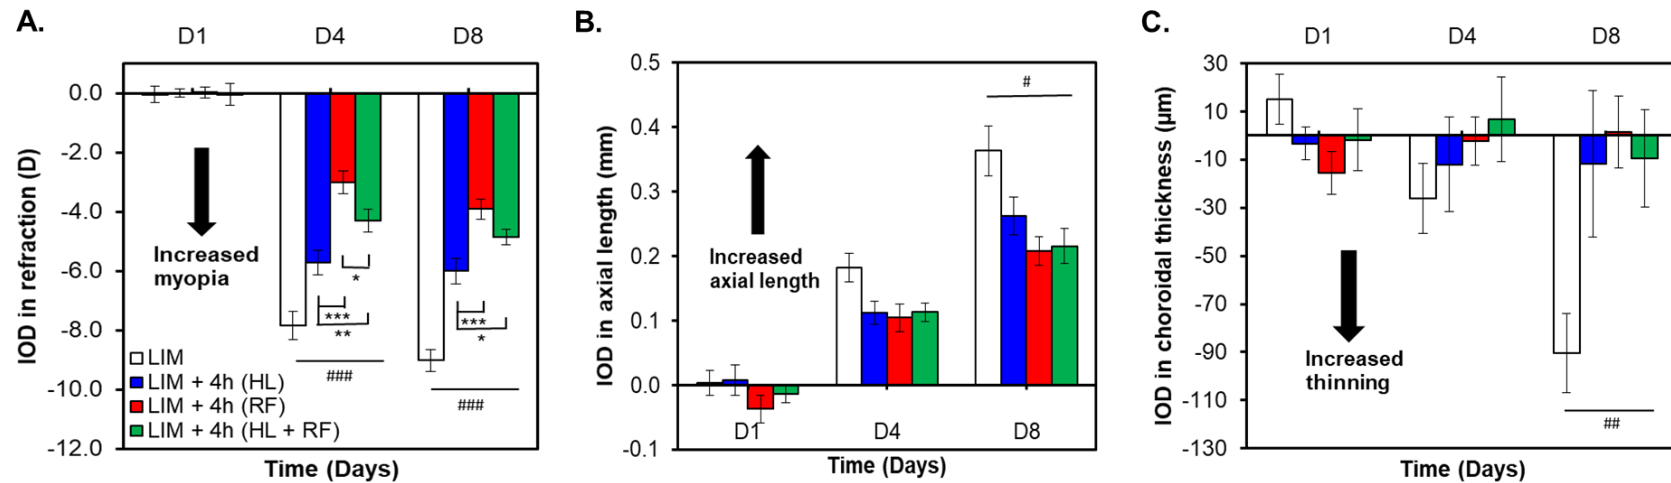 A.
D1 D4 D8
0.0
-2.0
-4.0
-6.0
-8.0
-10.0
-12.0
IOD in refraction (D)
Increased
myopia
*
***
**
***
*
###
###
LIM
LIM + 4h (HL)
LIM + 4h (RF)
LIM + 4h (HL + RF)
Time (Days)
B.
0.5
0.4
0.3
0.2
0.1
0.0
-0.1
IOD in axial length (mm)
Increased
axial length
#
D1 D4 D8
Time (Days)
C.
D1 D4 D8
30
10
-10
-30
-50
-70
-90
-110
-130
IOD in choroidal thickness (µm)
Increased
thinning
##
Time (Days)